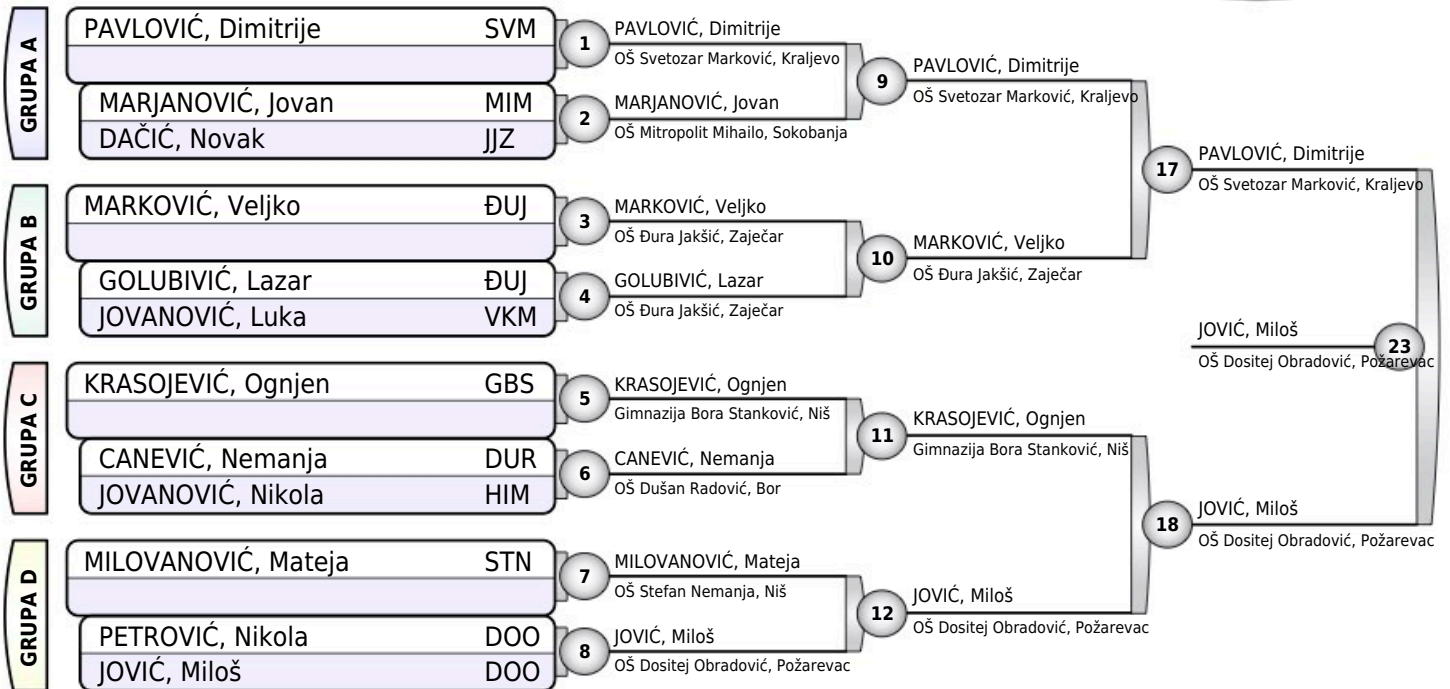 GRUPA A
PAVLOVIĆ, Dimitrije SVM
MARJANOVIĆ, Jovan MIM
DAČIĆ, Novak JJZ
GRUPA B
MARKOVIĆ, Veljko ĐUJ
GOLUBIVIĆ, Lazar ĐUJ
JOVANOVIĆ, Luka VKM
GRUPA C
KRASOJEVIĆ, Ognjen GBS
CANEVIĆ, Nemanja DUR
JOVANOVIĆ, Nikola HIM
GRUPA D
MILOVANOVIĆ, Mateja STN
PETROVIĆ, Nikola DOO
JOVIĆ, Miloš DOO
1
PAVLOVIĆ, Dimitrije
OŠ Svetozar Marković, Kraljevo
2
MARJANOVIĆ, Jovan
OŠ Mitropolit Mihailo, Sokobanja
3
MARKOVIĆ, Veljko
OŠ Đura Jakšić, Zaječar
4
GOLUBIVIĆ, Lazar
OŠ Đura Jakšić, Zaječar
5
KRASOJEVIĆ, Ognjen
Gimnazija Bora Stanković, Niš
6
CANEVIĆ, Nemanja
OŠ Dušan Radović, Bor
7
MILOVANOVIĆ, Mateja
OŠ Stefan Nemanja, Niš
8
JOVIĆ, Miloš
OŠ Dositej Obradović, Požarevac
9
PAVLOVIĆ, Dimitrije
OŠ Svetozar Marković, Kraljevo
10
MARKOVIĆ, Veljko
OŠ Đura Jakšić, Zaječar
11
KRASOJEVIĆ, Ognjen
Gimnazija Bora Stanković, Niš
12
JOVIĆ, Miloš
OŠ Dositej Obradović, Požarevac
17
PAVLOVIĆ, Dimitrije
OŠ Svetozar Marković, Kraljevo
18
JOVIĆ, Miloš
OŠ Dositej Obradović, Požarevac
JOVIĆ, Miloš
23
OŠ Dositej Obradović, Požarevac